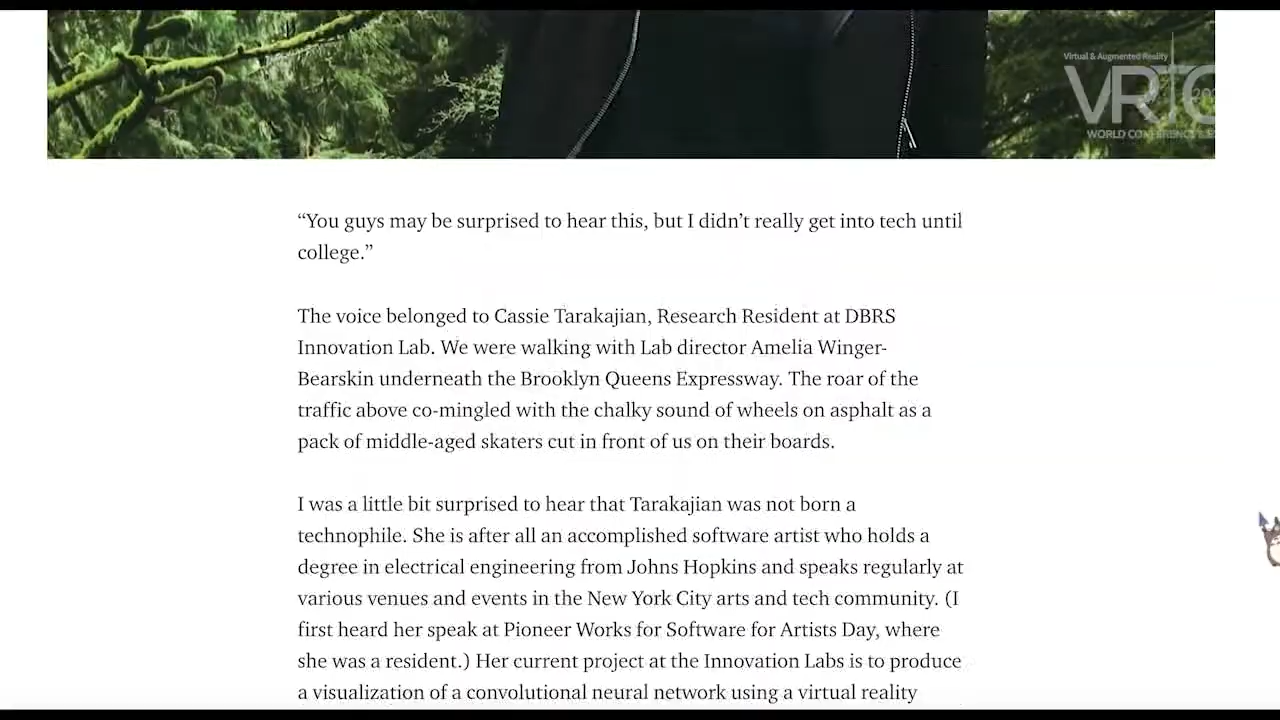 Virtual & Augmented Reality
VRTO
WORLD CONFERENCE &
“You guys may be surprised to hear this, but I didn’t really get into tech until
college.”
The voice belonged to Cassie Tarakajian, Research Resident at DBRS
Innovation Lab. We were walking with Lab director Amelia Winger-
Bearskin underneath the Brooklyn Queens Expressway. The roar of the
traffic above co-mingled with the chalky sound of wheels on asphalt as a
pack of middle-aged skaters cut in front of us on their boards.
I was a little bit surprised to hear that Tarakajian was not born a
technophile. She is after all an accomplished software artist who holds a
degree in electrical engineering from Johns Hopkins and speaks regularly at
various venues and events in the New York City arts and tech community. (I
first heard her speak at Pioneer Works for Software for Artists Day, where
she was a resident.) Her current project at the Innovation Labs is to produce
a visualization of a convolutional neural network using a virtual reality